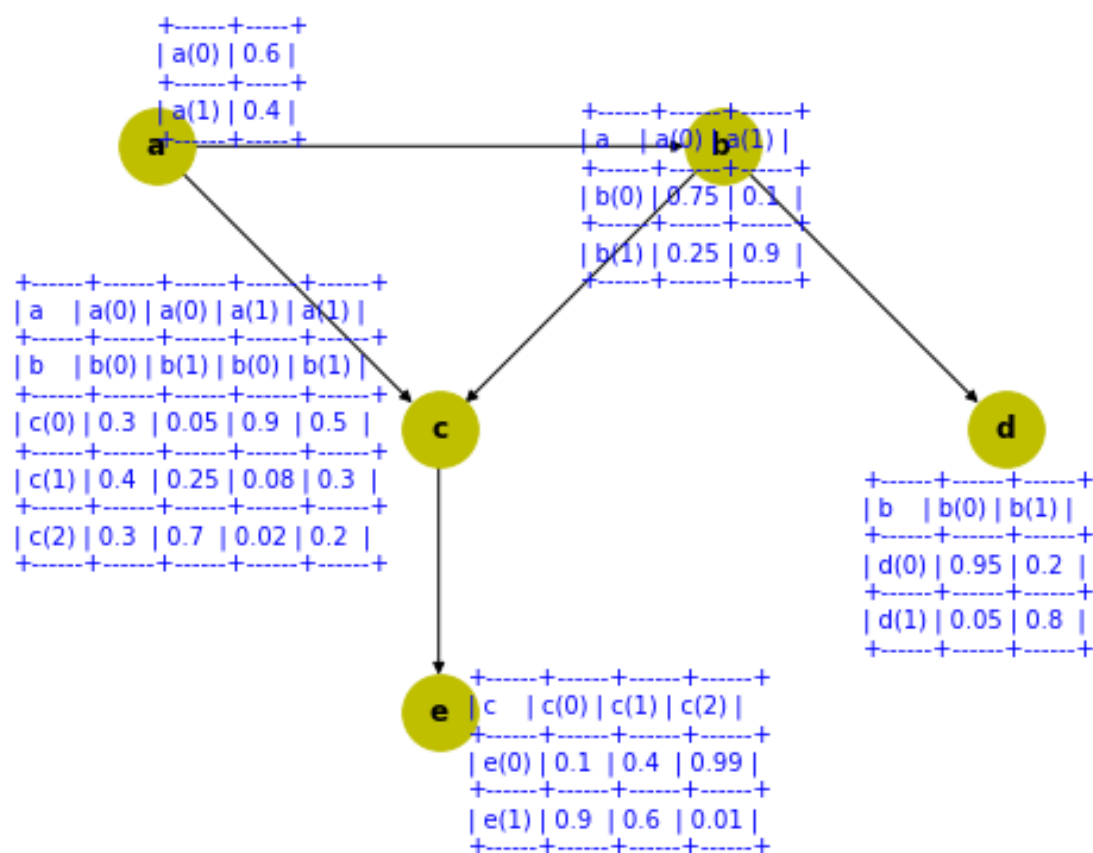 +------+-----+
| a(0) | 0.6 |
+------+-----+
| a(1) | 0.4 |
+------+-----+
a
+------+------+------+
| a | a(0) | a(1) |
+------+------+------+
| b(0) | 0.75 | 0.1 |
+------+------+------+
| b(1) | 0.25 | 0.9 |
+------+------+------+
b
+------+------+------+------+------+
| a | a(0) | a(0) | a(1) | a(1) |
+------+------+------+------+------+
| b | b(0) | b(1) | b(0) | b(1) |
+------+------+------+------+------+
| c(0) | 0.3 | 0.05 | 0.9 | 0.5 |
+------+------+------+------+------+
| c(1) | 0.4 | 0.25 | 0.08 | 0.3 |
+------+------+------+------+------+
| c(2) | 0.3 | 0.7 | 0.02 | 0.2 |
+------+------+------+------+------+
c
d
+------+------+------+
| b | b(0) | b(1) |
+------+------+------+
| d(0) | 0.95 | 0.2 |
+------+------+------+
| d(1) | 0.05 | 0.8 |
+------+------+------+
e
+------+------+------+------+
| c | c(0) | c(1) | c(2) |
+------+------+------+------+
| e(0) | 0.1 | 0.4 | 0.99 |
+------+------+------+------+
| e(1) | 0.9 | 0.6 | 0.01 |
+------+------+------+------+